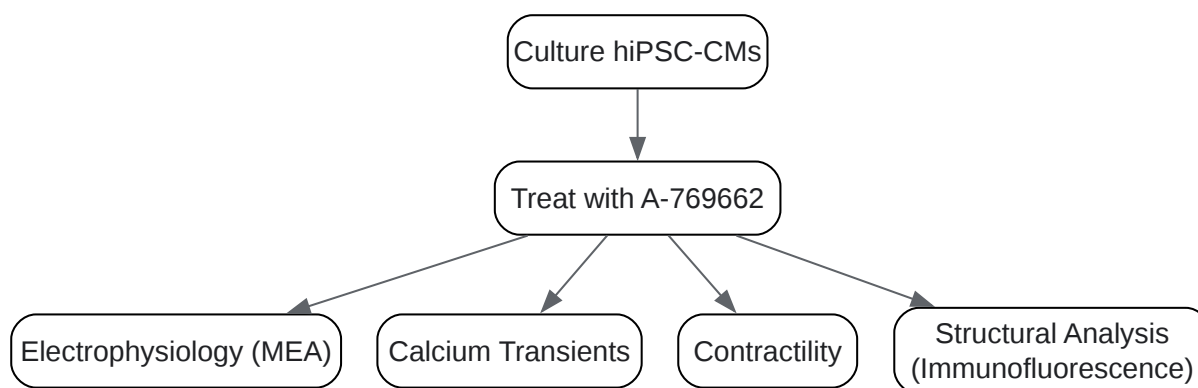 Culture hiPSC-CMs
Treat with A-769662
Electrophysiology (MEA)
Calcium Transients
Contractility
Structural Analysis
(Immunofluorescence)